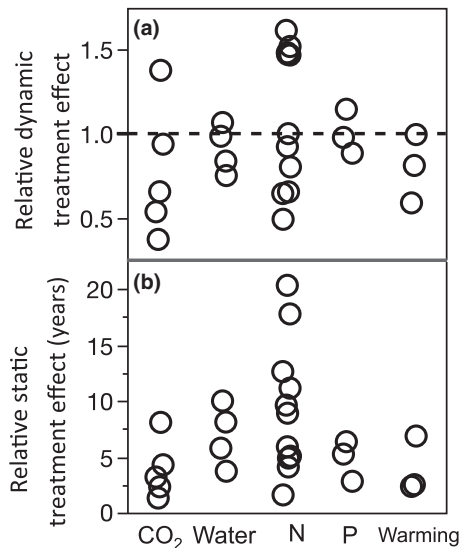 (a)
Relative dynamic
treatment effect
1.5
1.0
0.5
(b)
Relative static
treatment effect (years)
20
15
10
5
0
CO₂ Water N P Warming